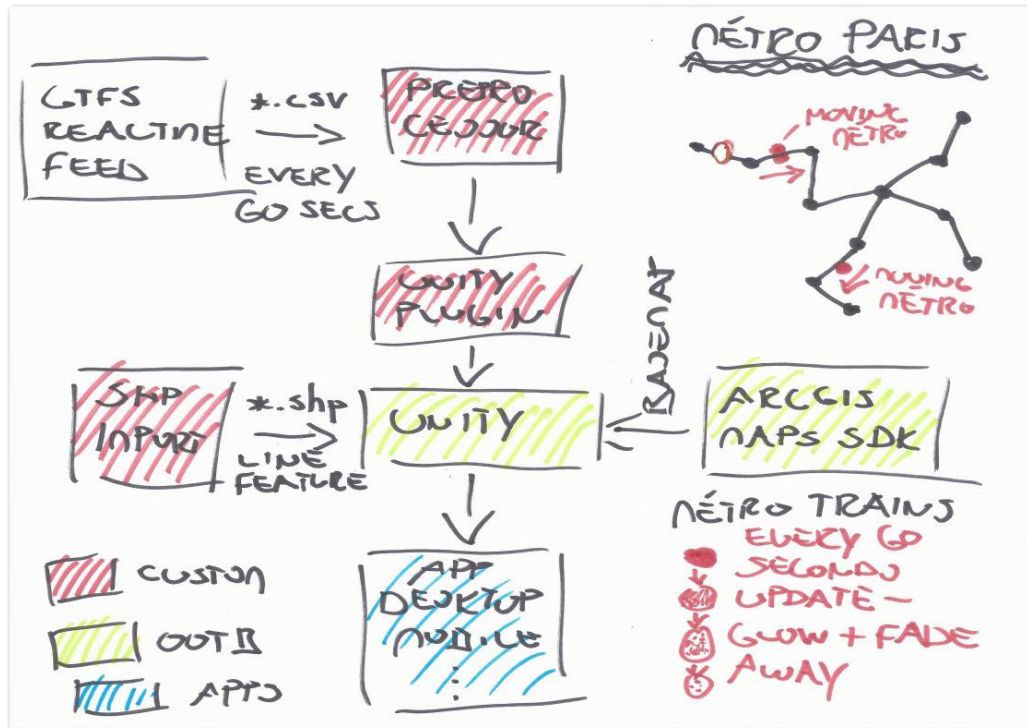 MÉTRO PARIS
GTFS
REALTIME
FEED
*.csv
EVERY
60 SECS
PREPRO
CESSOR
MOVING
MÉTRO
MOVING
MÉTRO
UNITY
PLUGIN
BASEMAP
SHP
IMPORT
*.shp
LINE
FEATURE
UNITY
ARCGIS
MAPS SDK
MÉTRO TRAINS
EVERY 60
SECONDS
UPDATE –
GLOW + FADE
AWAY
APP
DESKTOP
MOBILE
⋮
CUSTOM
OOTB
APPS